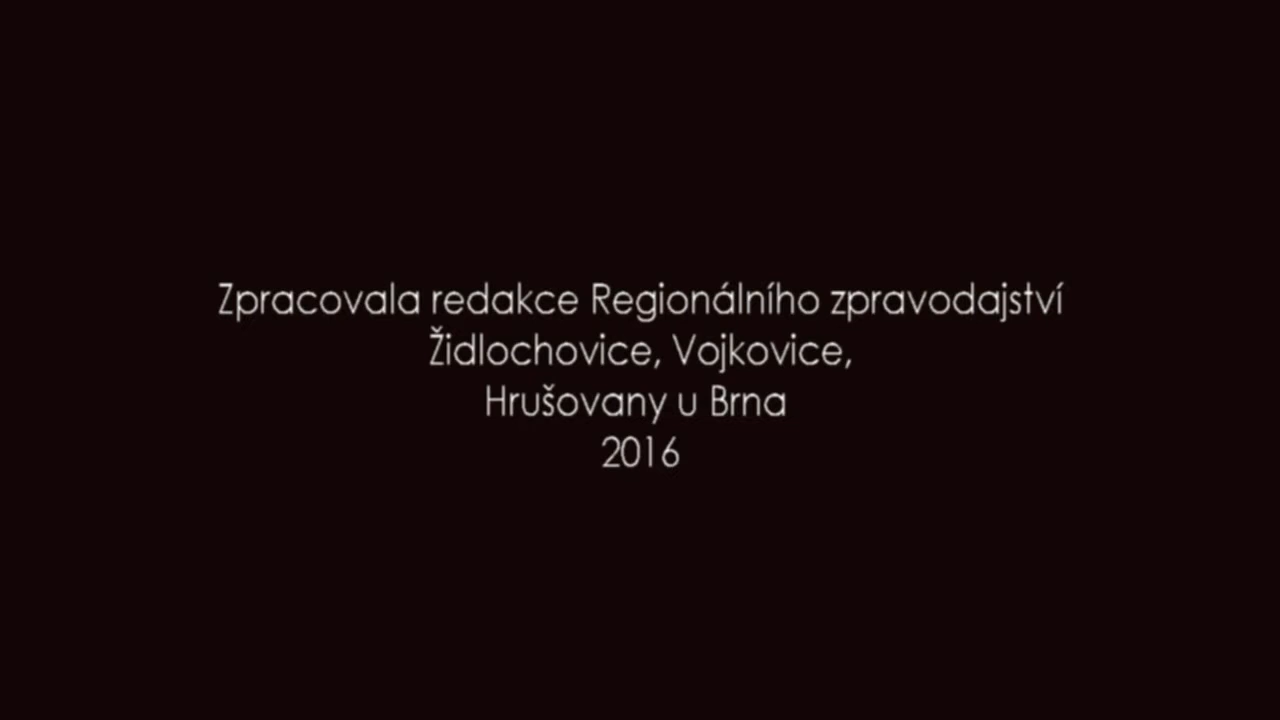 Zpracovala redakce Regionálního zpravodajství
Židlochovice, Vojkovice,
Hrušovany u Brna
2016